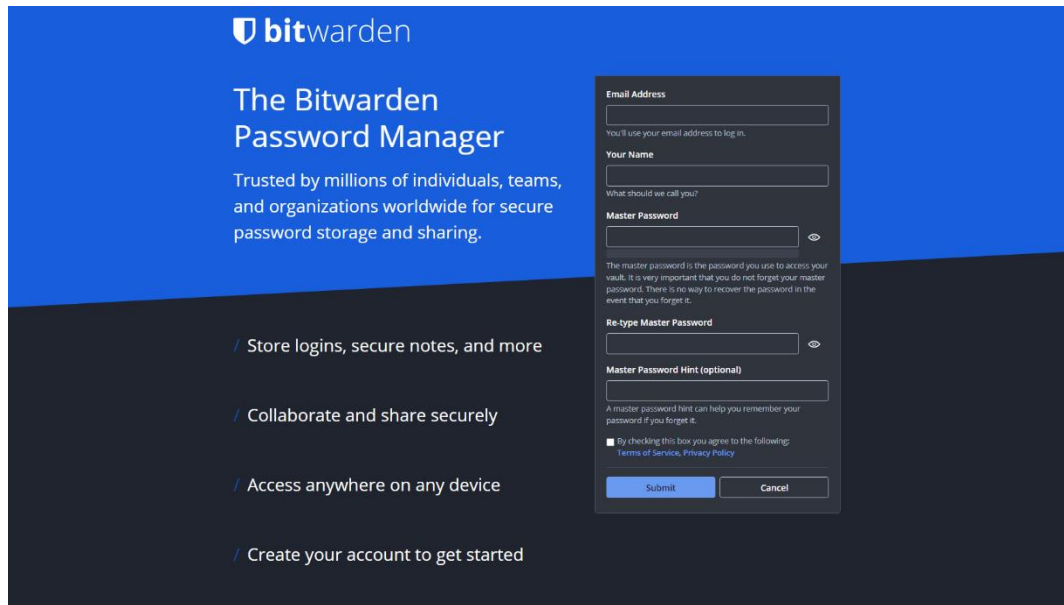 bitwarden
The Bitwarden
Password Manager
Trusted by millions of individuals, teams,
and organizations worldwide for secure
password storage and sharing.
/ Store logins, secure notes, and more
/ Collaborate and share securely
/ Access anywhere on any device
/ Create your account to get started
Email Address
You'll use your email address to log in.
Your Name
What should we call you?
Master Password
The master password is the password you use to access your
vault. It is very important that you do not forget your master
password. There is no way to recover the password in the
event that you forget it.
Re-type Master Password
Master Password Hint (optional)
A master password hint can help you remember your
password if you forget it.
By checking this box you agree to the following:
Terms of Service, Privacy Policy
Submit
Cancel